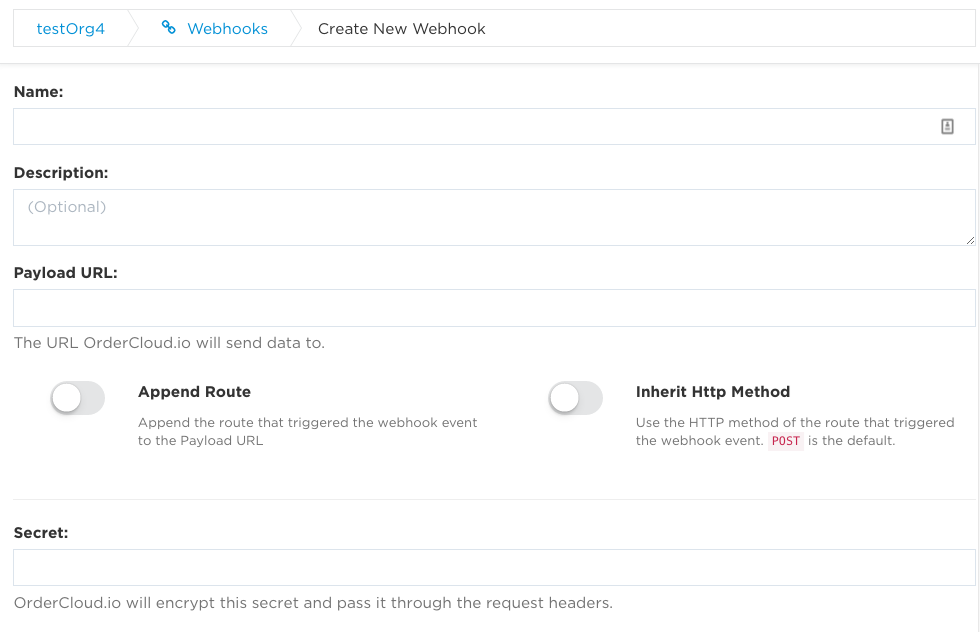 testOrg4 Webhooks Create New Webhook
Name:
Description:
(Optional)
Payload URL:
The URL OrderCloud.io will send data to.
Append Route
Append the route that triggered the webhook event
to the Payload URL
Inherit Http Method
Use the HTTP method of the route that triggered
the webhook event. POST is the default.
Secret:
OrderCloud.io will encrypt this secret and pass it through the request headers.